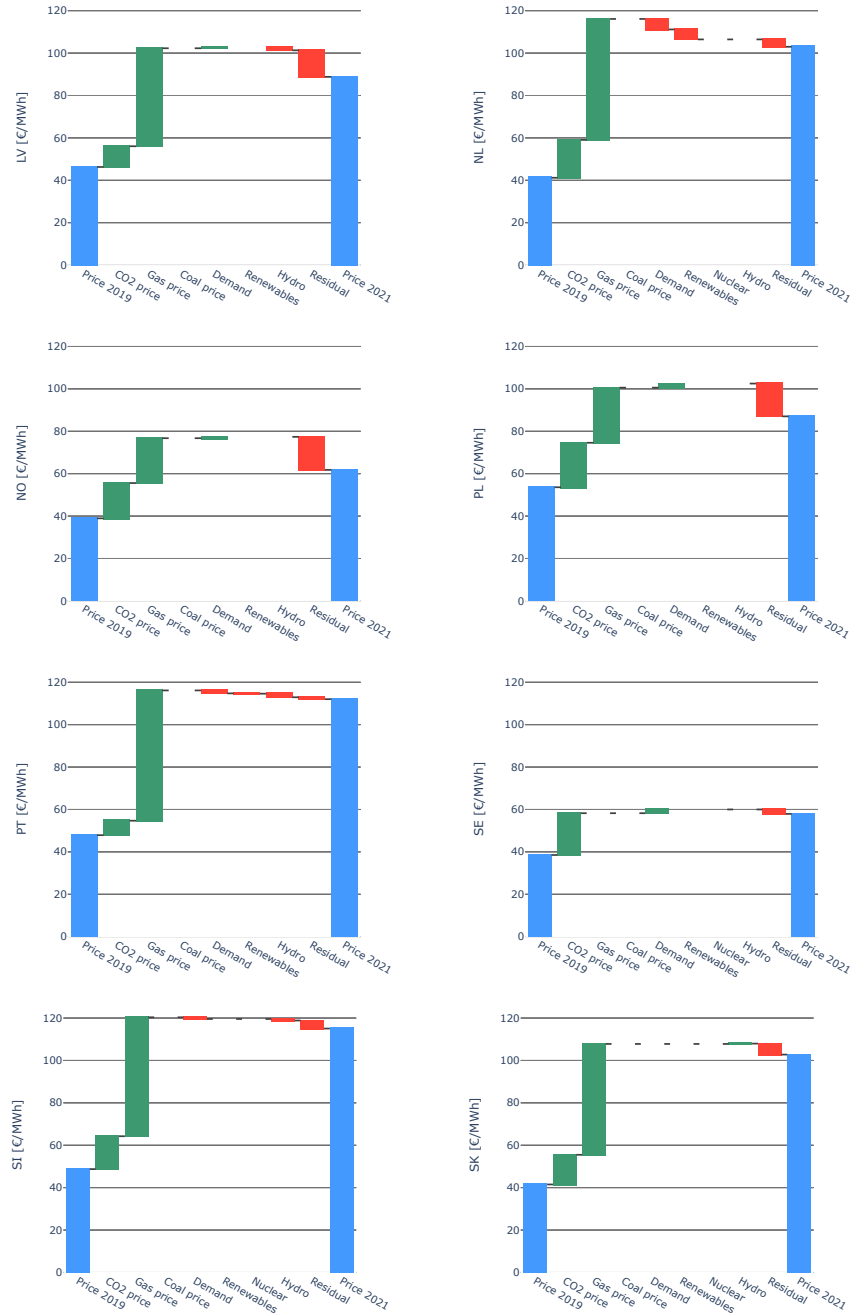 120
100
80
60
40
20
0
LV [€/MWh]
Price 2019
CO2 price
Gas price
Coal price
Demand
Renewables
Hydro
Residual
Price 2021
120
100
80
60
40
20
0
NL [€/MWh]
Price 2019
CO2 price
Gas price
Coal price
Demand
Renewables
Nuclear
Hydro
Residual
Price 2021
120
100
80
60
40
20
0
NO [€/MWh]
Price 2019
CO2 price
Gas price
Coal price
Demand
Renewables
Hydro
Residual
Price 2021
120
100
80
60
40
20
0
PL [€/MWh]
Price 2019
CO2 price
Gas price
Coal price
Demand
Renewables
Hydro
Residual
Price 2021
120
100
80
60
40
20
0
PT [€/MWh]
Price 2019
CO2 price
Gas price
Coal price
Demand
Renewables
Hydro
Residual
Price 2021
120
100
80
60
40
20
0
SE [€/MWh]
Price 2019
CO2 price
Gas price
Coal price
Demand
Renewables
Nuclear
Hydro
Residual
Price 2021
120
100
80
60
40
20
0
SI [€/MWh]
Price 2019
CO2 price
Gas price
Coal price
Demand
Renewables
Nuclear
Hydro
Residual
Price 2021
120
100
80
60
40
20
0
SK [€/MWh]
Price 2019
CO2 price
Gas price
Coal price
Demand
Renewables
Nuclear
Hydro
Residual
Price 2021